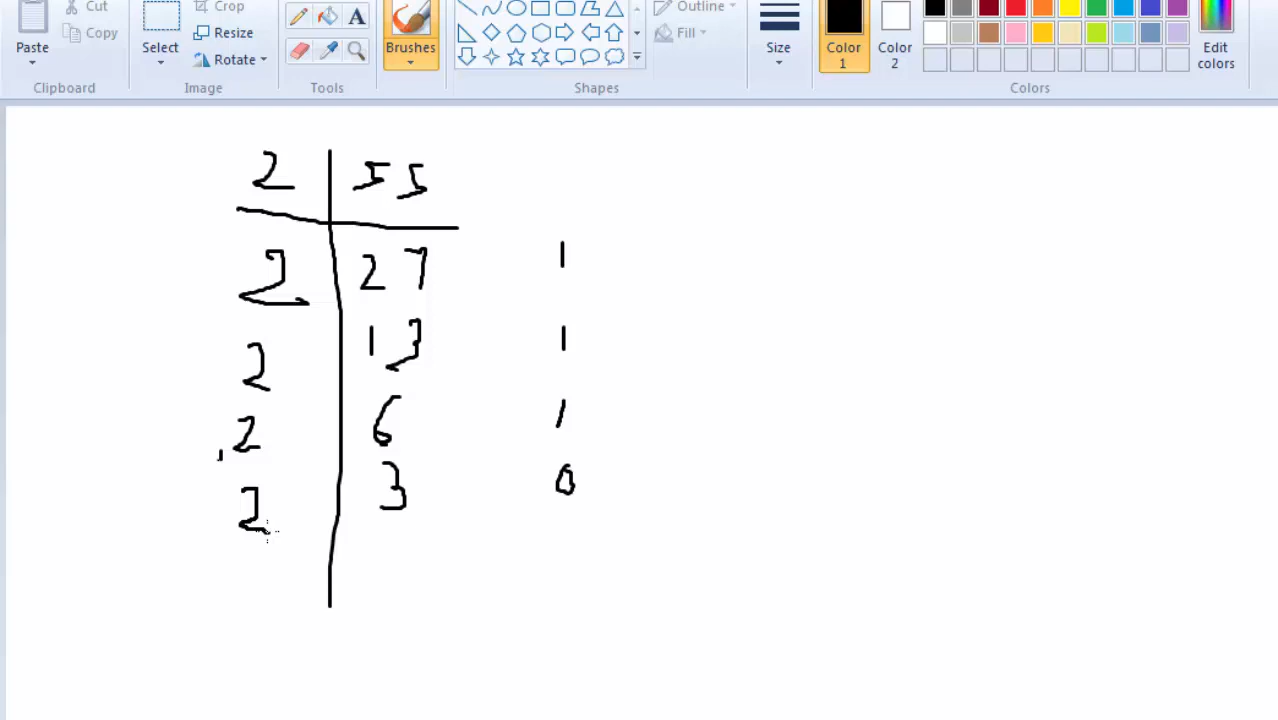 Cut
Crop
Copy
Resize
Outline
Paste
Select
Rotate
A
Brushes
Fill
Size
Color 1
Color 2
Edit colors
Clipboard
Image
Tools
Shapes
Colors
2 55
2 27 1
2 13 1
2 6 1
2 3 0